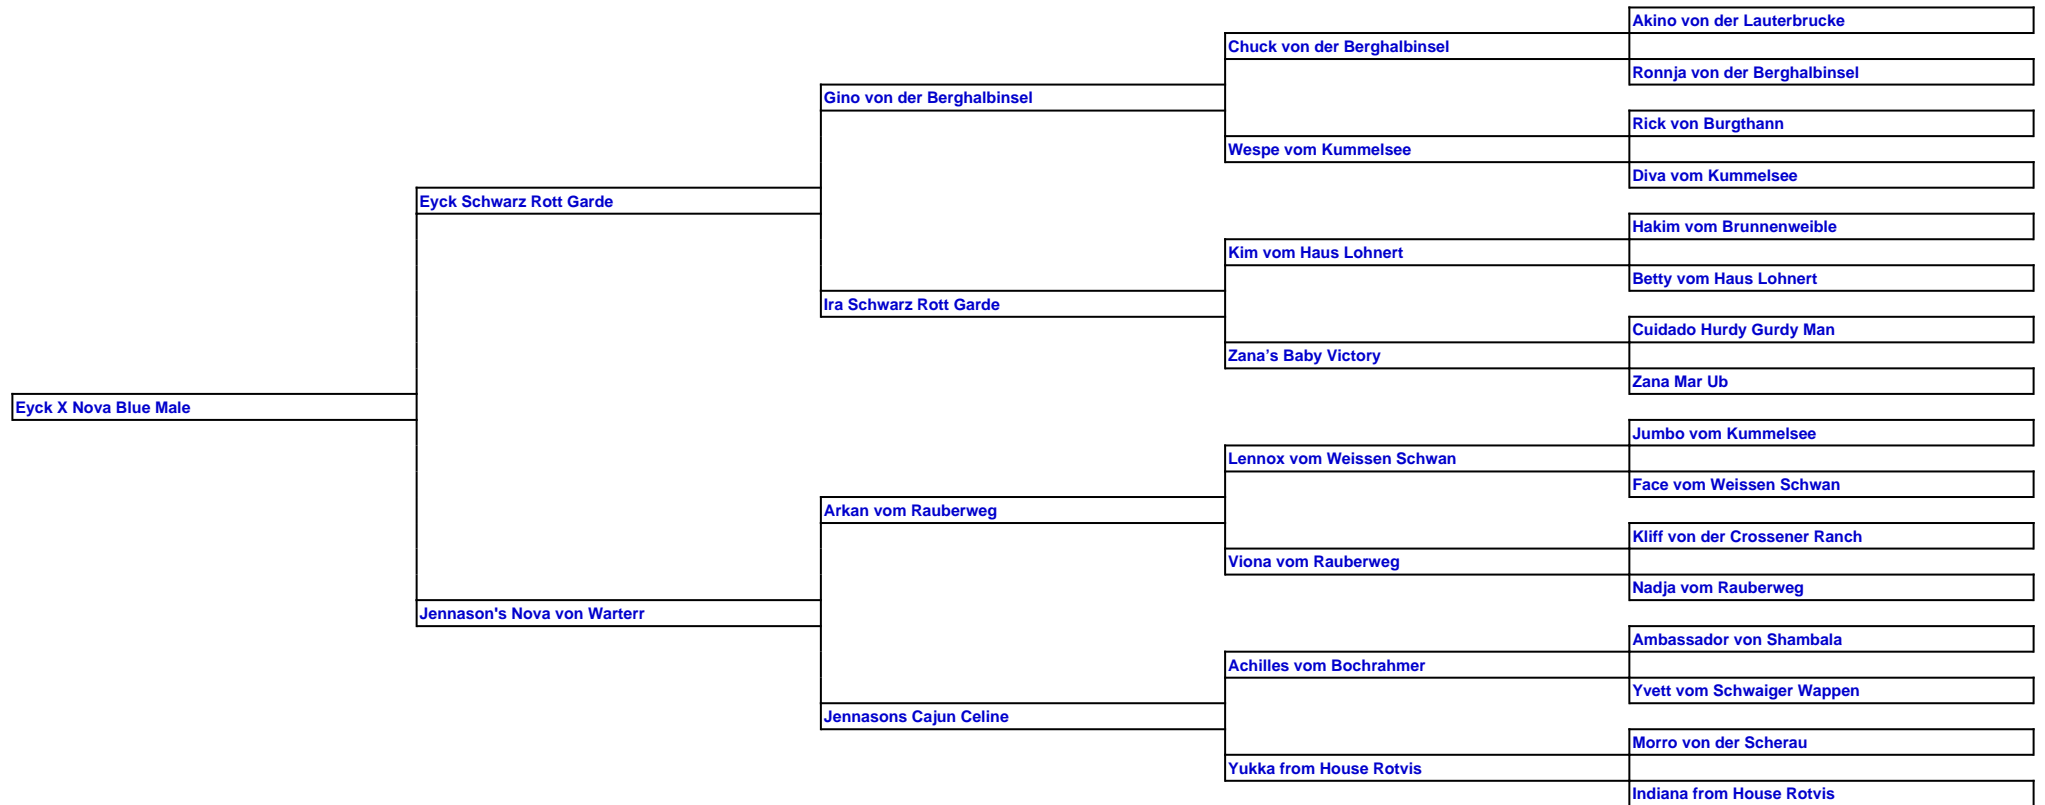 Akino von der Lauterbrucke
Chuck von der Berghalbinsel
Ronnja von der Berghalbinsel
Gino von der Berghalbinsel
Rick von Burgthann
Wespe vom Kummelsee
Diva vom Kummelsee
Eyck Schwarz Rott Garde
Hakim vom Brunnenweible
Kim vom Haus Lohnert
Betty vom Haus Lohnert
Ira Schwarz Rott Garde
Cuidado Hurdy Gurdy Man
Zana’s Baby Victory
Zana Mar Ub
Eyck X Nova Blue Male
Jumbo vom Kummelsee
Lennox vom Weissen Schwan
Face vom Weissen Schwan
Arkan vom Rauberweg
Kliff von der Crossener Ranch
Viona vom Rauberweg
Nadja vom Rauberweg
Jennason's Nova von Warterr
Ambassador von Shambala
Achilles vom Bochrahmer
Yvett vom Schwaiger Wappen
Jennasons Cajun Celine
Morro von der Scherau
Yukka from House Rotvis
Indiana from House Rotvis